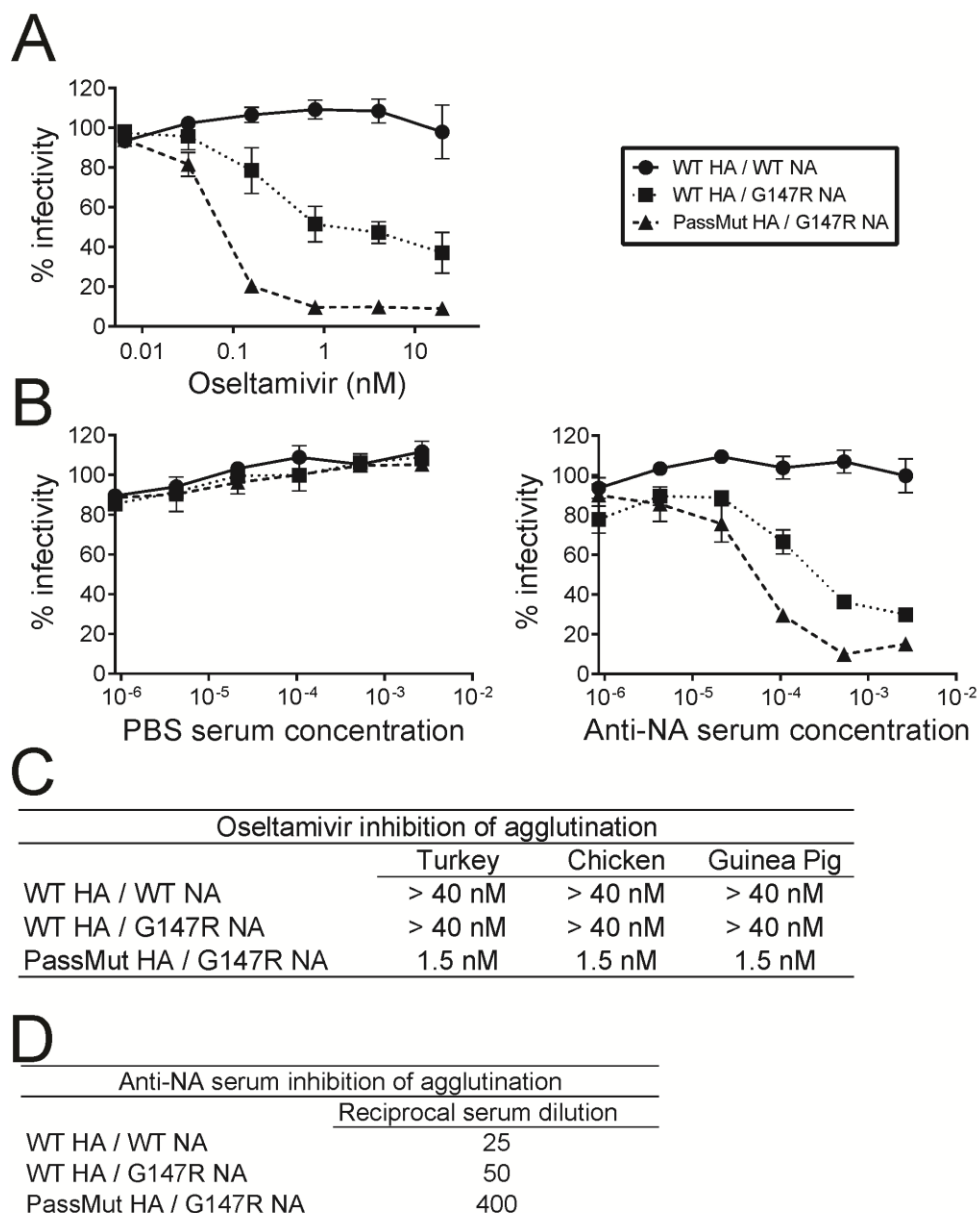 A
120
100
80
60
40
20
0
% infectivity
0.01 0.1 1 10
Oseltamivir (nM)
WT HA / WT NA
WT HA / G147R NA
PassMut HA / G147R NA
B
120
100
80
60
40
20
0
% infectivity
10-6 10-5 10-4 10-3 10-2
PBS serum concentration
120
100
80
60
40
20
0
% infectivity
10-6 10-5 10-4 10-3 10-2
Anti-NA serum concentration
C
Oseltamivir inhibition of agglutination
Turkey Chicken Guinea Pig
WT HA / WT NA > 40 nM > 40 nM > 40 nM
WT HA / G147R NA > 40 nM > 40 nM > 40 nM
PassMut HA / G147R NA 1.5 nM 1.5 nM 1.5 nM
D
Anti-NA serum inhibition of agglutination
Reciprocal serum dilution
WT HA / WT NA 25
WT HA / G147R NA 50
PassMut HA / G147R NA 400